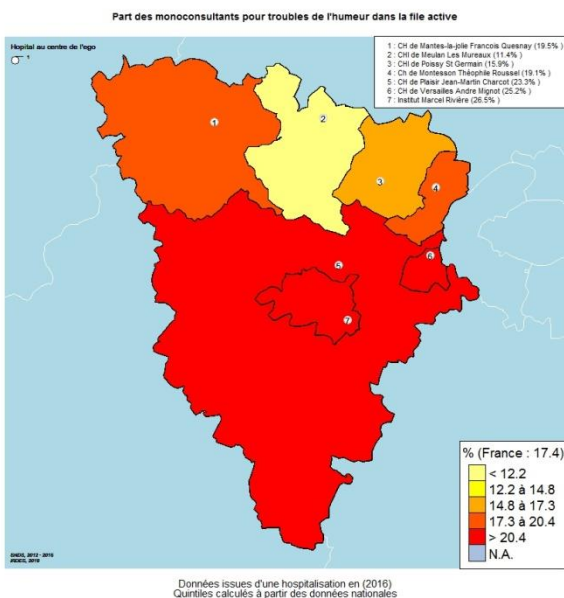 Part des monoconsultants pour troubles de l'humeur dans la file active
Hopital au centre de l'ego
1
1 : CH de Mantes-la-jolie Francois Quesnay (19.5% )
2 : CHI de Meulan Les Mureaux (11.4% )
3 : CHI de Poissy St Germain (15.9% )
4 : Ch de Montesson Théophile Roussel (19.1% )
5 : CH de Plaisir Jean-Martin Charcot (23.3% )
6 : CH de Versailles Andre Mignot (25.2% )
7 : Institut Marcel Rivière (26.5% )
1
2
3
4
5
6
7
% (France : 17.4)
< 12.2
12.2 à 14.8
14.8 à 17.3
17.3 à 20.4
> 20.4
N.A.
Données issues d'une hospitalisation en (2016)
Quintiles calculés à partir des données nationales